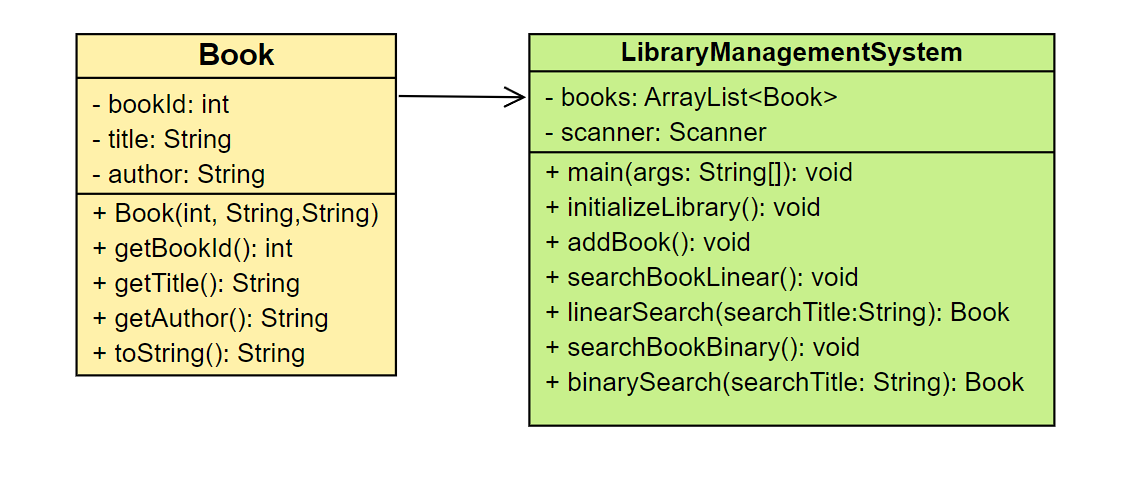 Book
- bookId: int
- title: String
- author: String
+ Book(int, String,String)
+ getBookId(): int
+ getTitle(): String
+ getAuthor(): String
+ toString(): String
LibraryManagementSystem
- books: ArrayList<Book>
- scanner: Scanner
+ main(args: String[]): void
+ initializeLibrary(): void
+ addBook(): void
+ searchBookLinear(): void
+ linearSearch(searchTitle:String): Book
+ searchBookBinary(): void
+ binarySearch(searchTitle: String): Book